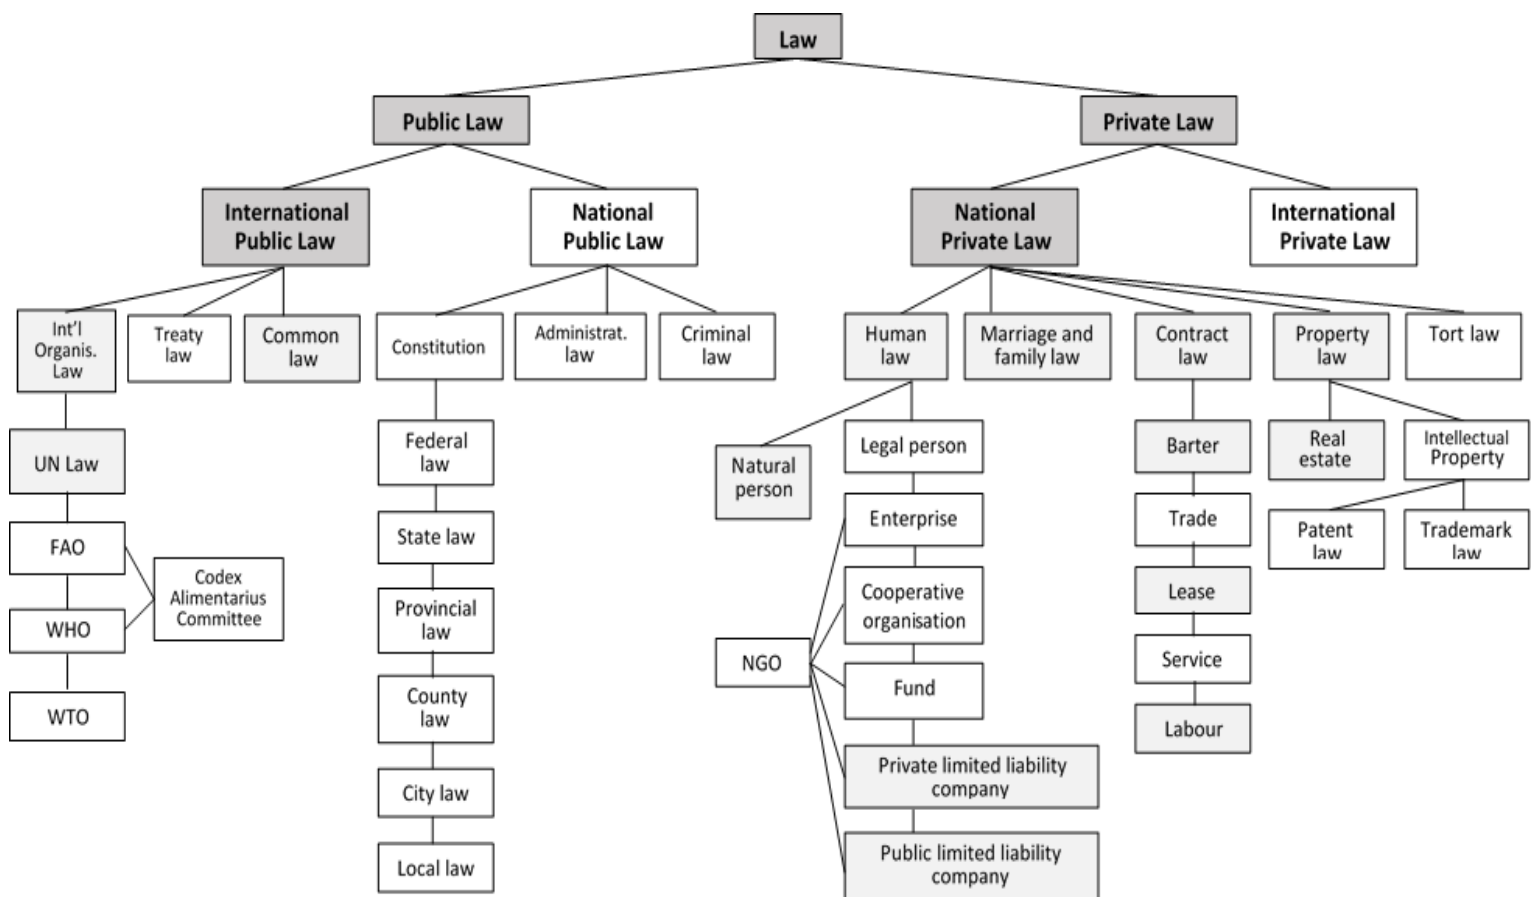 Law
Public Law
Private Law
International
Public Law
National
Public Law
National
Private Law
International
Private Law
Int'l
Organis.
Law
Treaty
law
Common
law
Constitution
Administrat.
law
Criminal
law
Human
law
Marriage and
family law
Contract
law
Property
law
Tort law
UN Law
FAO
WHO
WTO
Codex
Alimentarius
Committee
Federal
law
State law
Provincial
law
County
law
City law
Local law
Natural
person
Legal person
Enterprise
Cooperative
organisation
Fund
Private limited liability
company
Public limited liability
company
NGO
Barter
Trade
Lease
Service
Labour
Real
estate
Intellectual
Property
Patent
law
Trademark
law